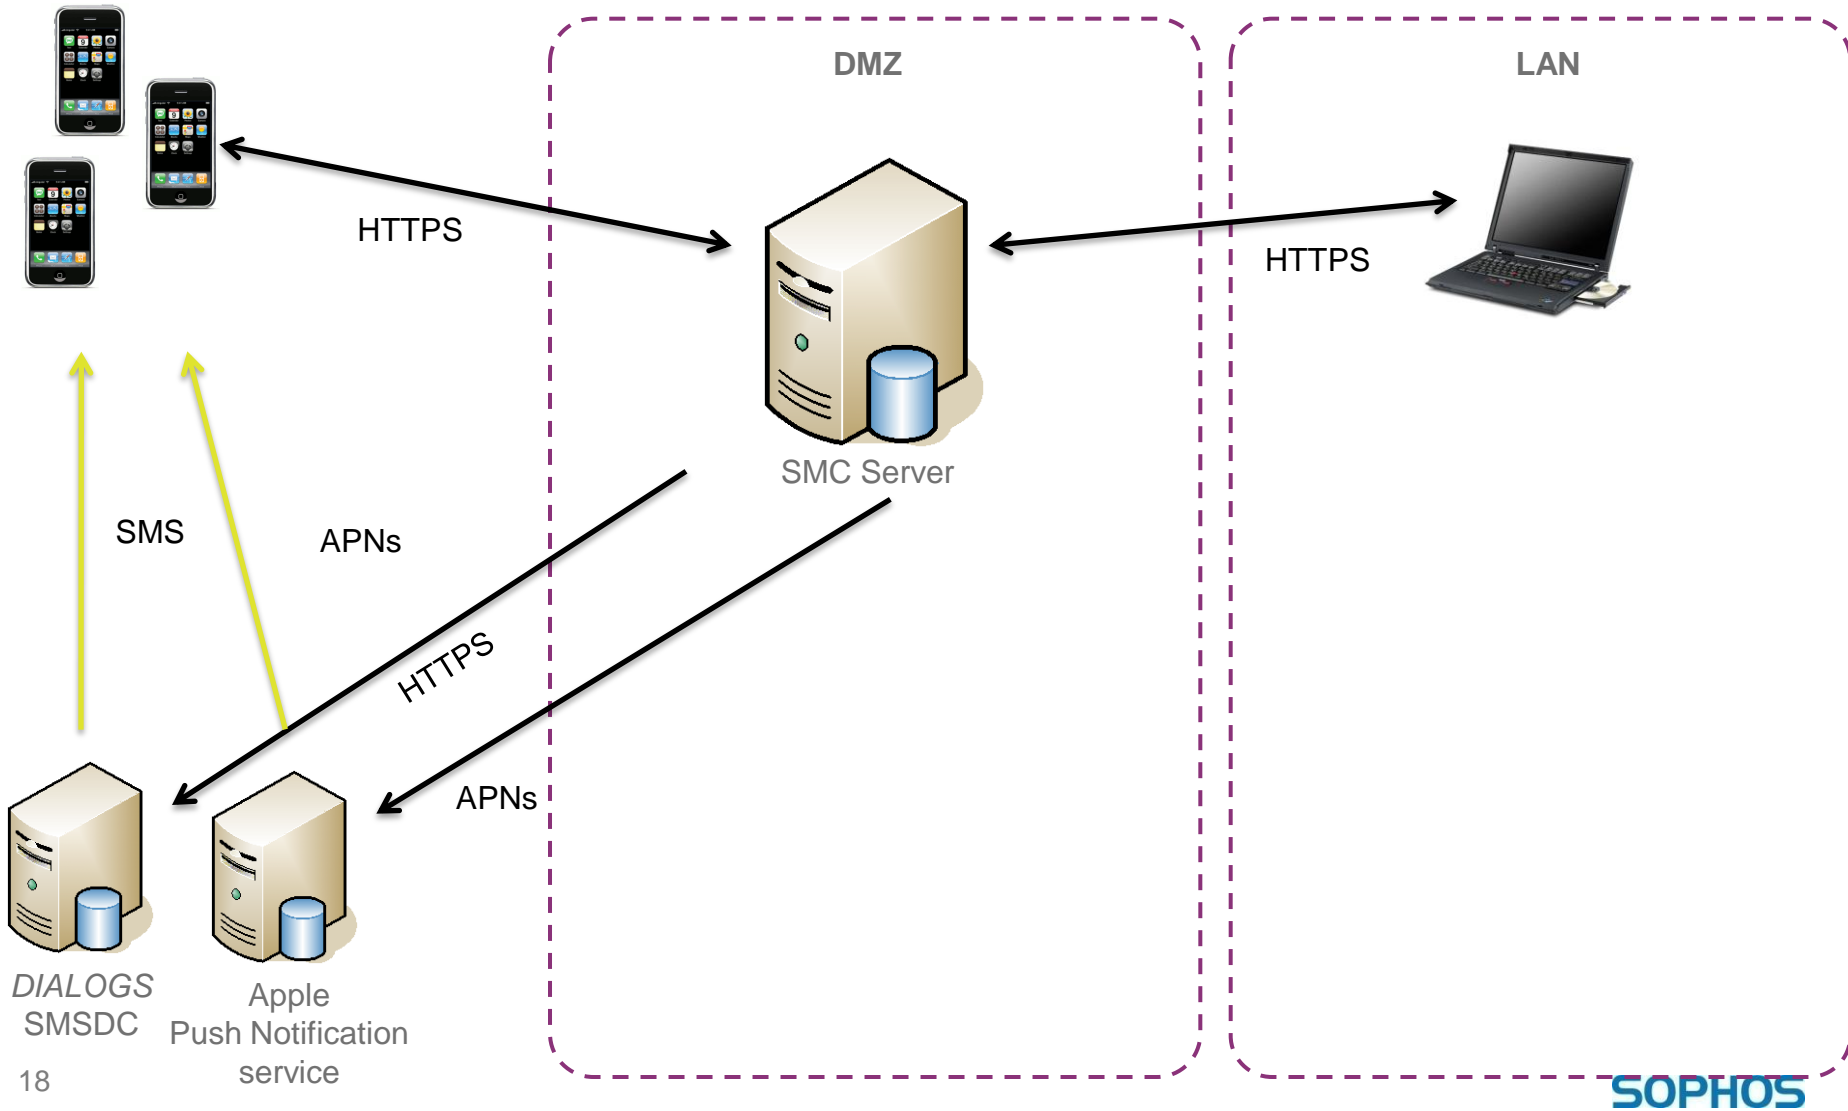 DMZ
LAN
HTTPS
HTTPS
SMC Server
SMS
APNs
HTTPS
APNs
DIALOGS
SMSDC
Apple
Push Notification
service
18
SOPHOS